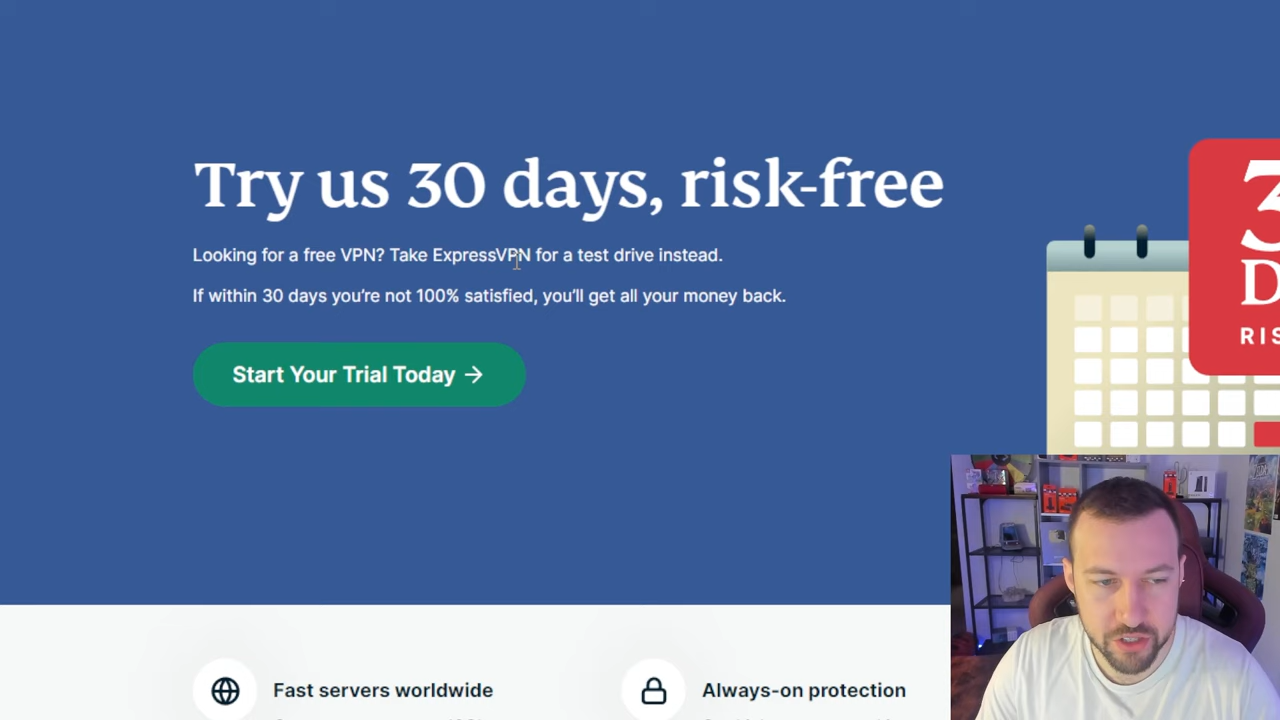 Try us 30 days, risk-free
Looking for a free VPN? Take ExpressVPN for a test drive instead.
If within 30 days you're not 100% satisfied, you'll get all your money back.
Start Your Trial Today →
Fast servers worldwide
Always-on protection